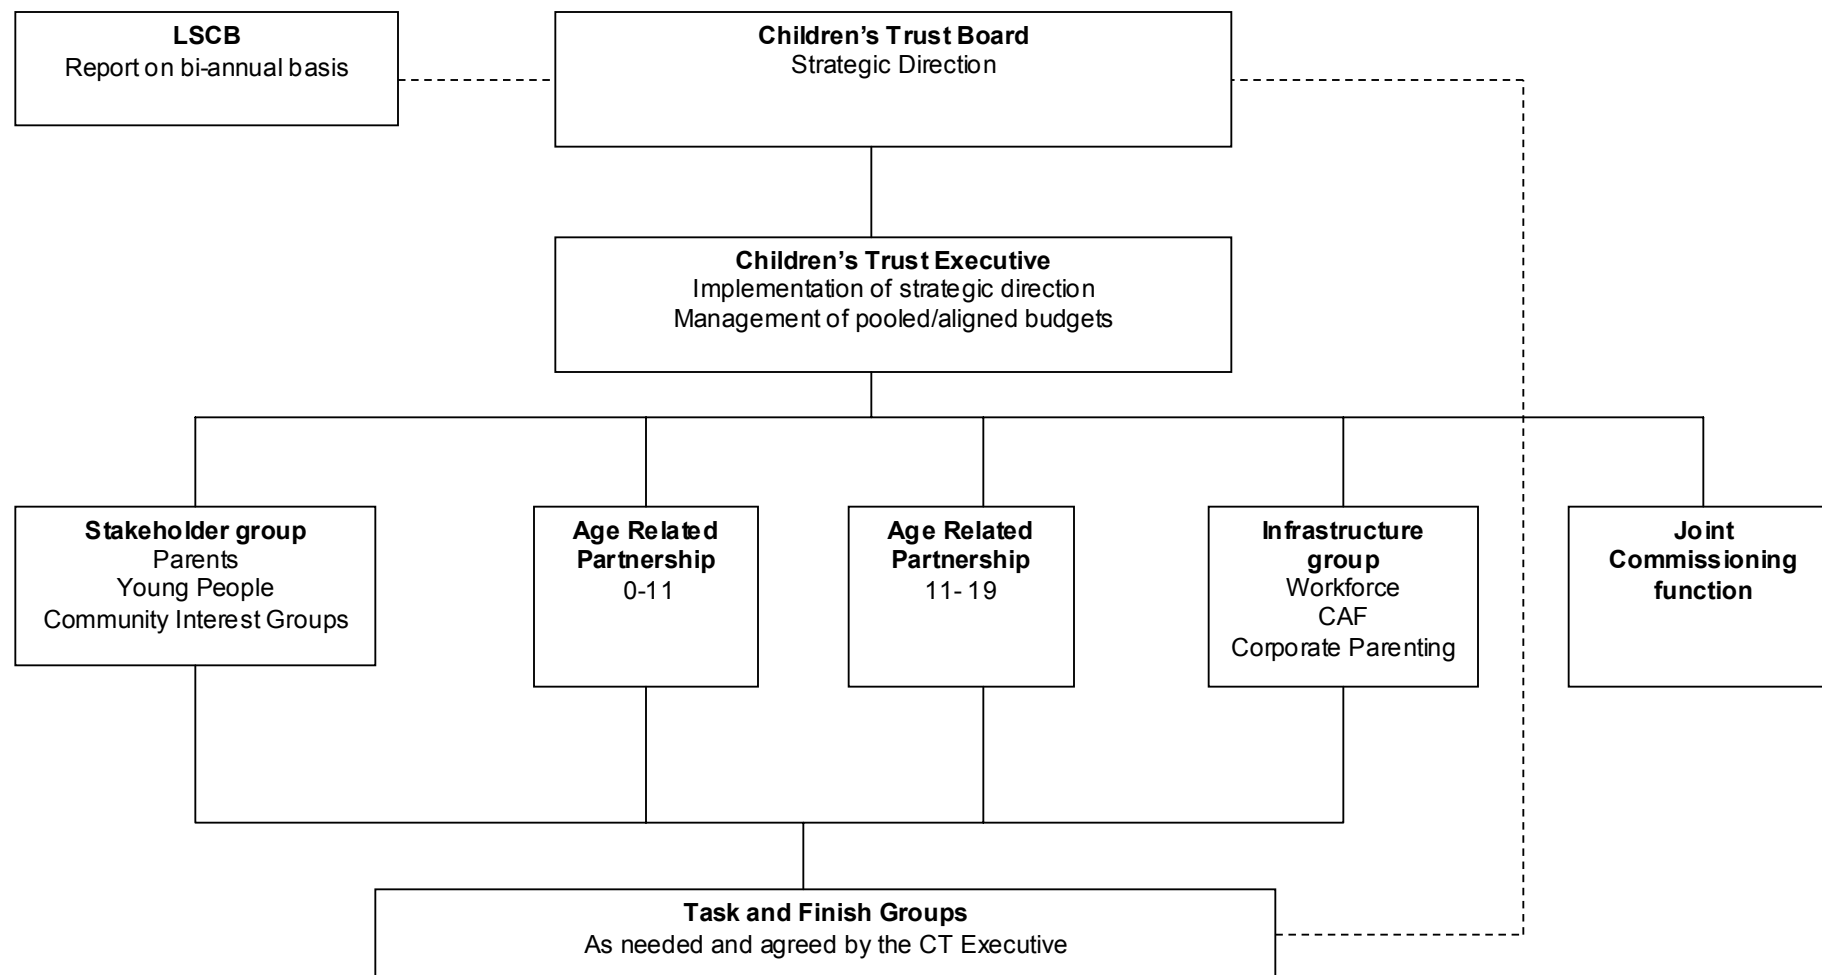 LSCB
Report on bi-annual basis
Children’s Trust Board
Strategic Direction
Children’s Trust Executive
Implementation of strategic direction
Management of pooled/aligned budgets
Stakeholder group
Parents
Young People
Community Interest Groups
Age Related
Partnership
0-11
Age Related
Partnership
11- 19
Infrastructure
group
Workforce
CAF
Corporate Parenting
Joint
Commissioning
function
Task and Finish Groups
As needed and agreed by the CT Executive